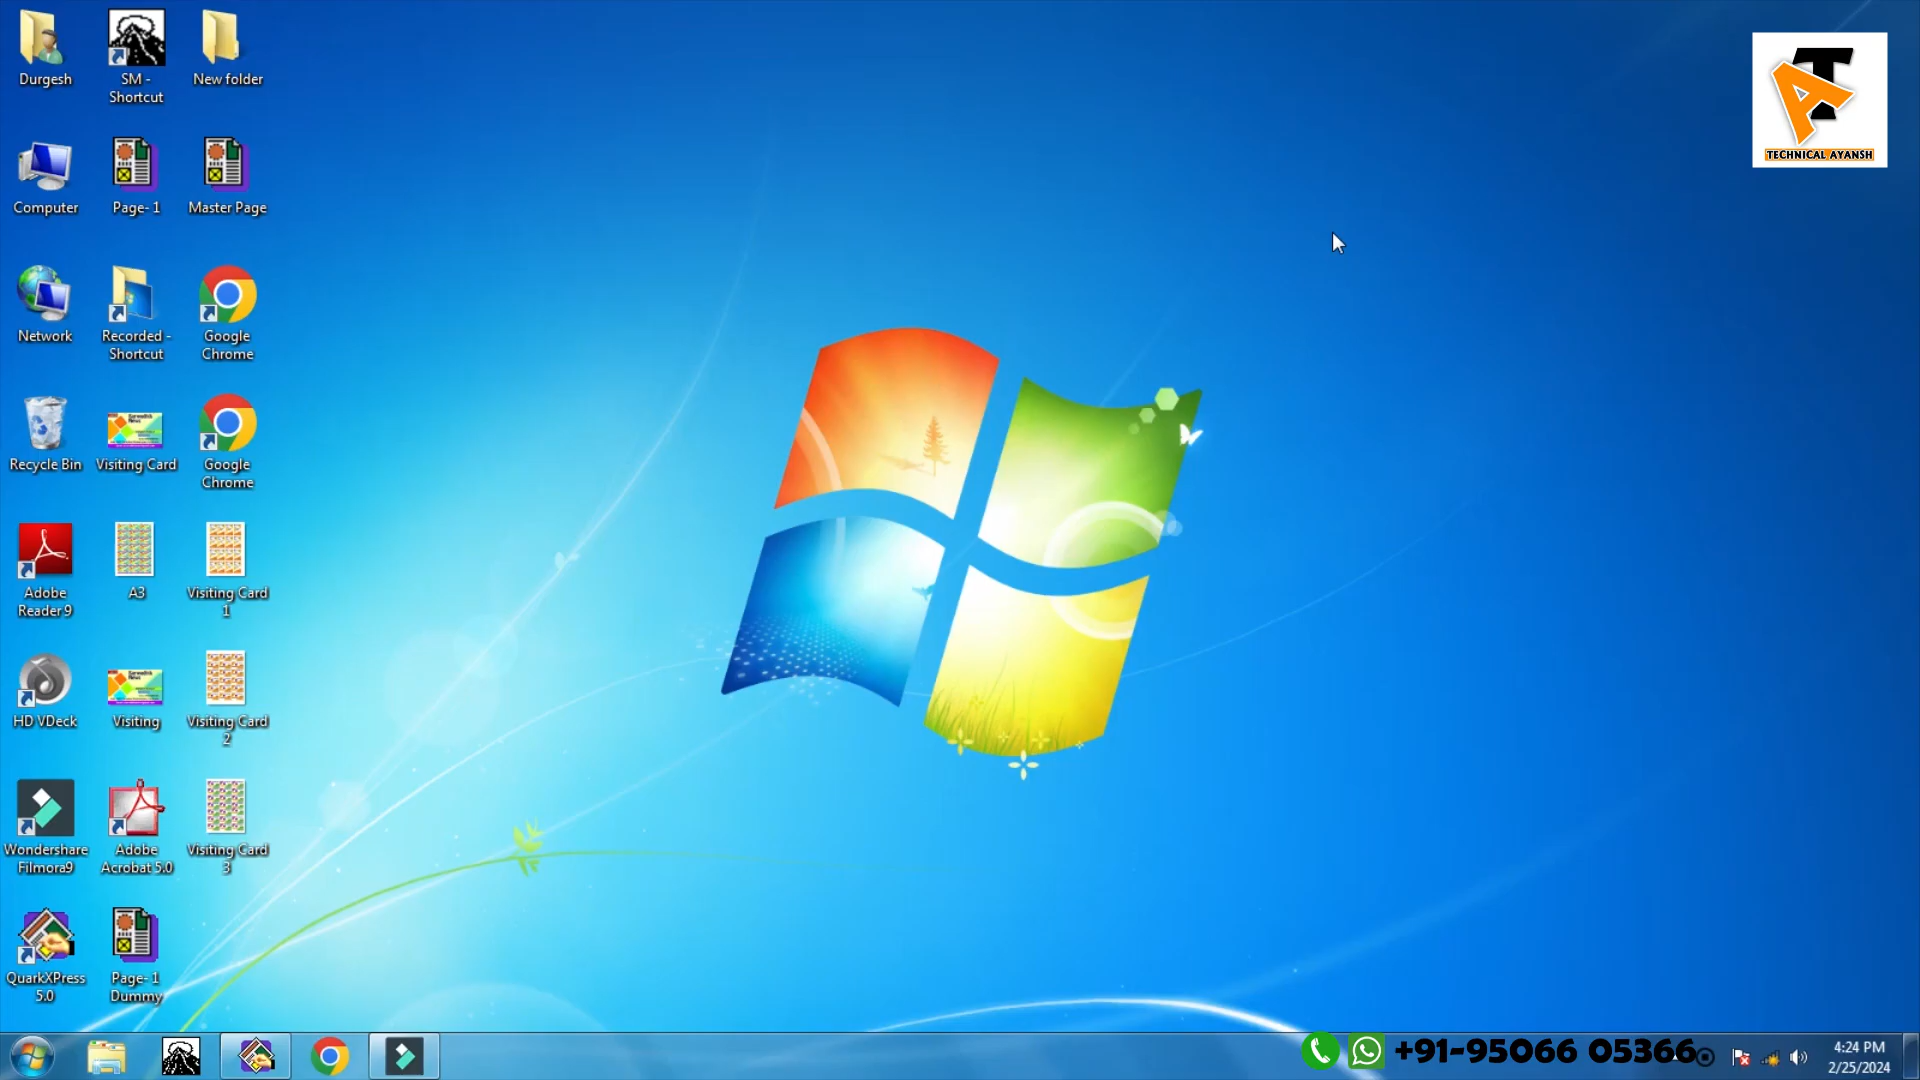 Durgesh
SM -
Shortcut
New folder
Computer
Page- 1
Master Page
Network
Recorded -
Shortcut
Google
Chrome
Recycle Bin
Visiting Card
Google
Chrome
Adobe
Reader 9
A3
Visiting Card
1
HD VDeck
Visiting
Visiting Card
2
Wondershare
Filmora9
Adobe
Acrobat 5.0
Visiting Card
3
QuarkXPress
5.0
Page- 1
Dummy
TECHNICAL AYANSH
+91-95066 05366
4:24 PM
2/25/2024